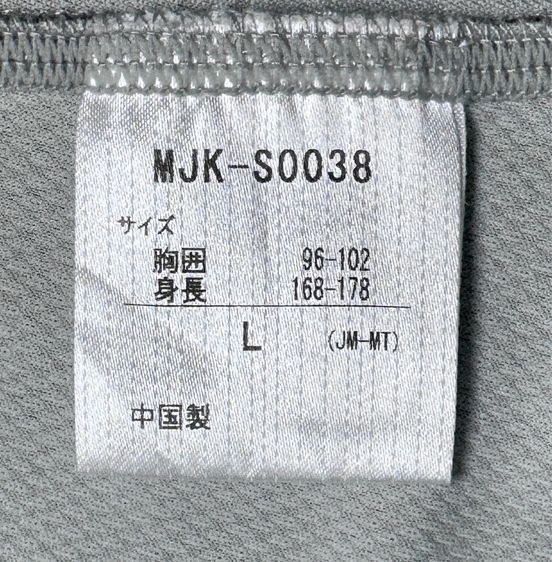 MJK-S0038
サイズ
胸囲 96-102
身長 168-178
L (JM-MT)
中国製